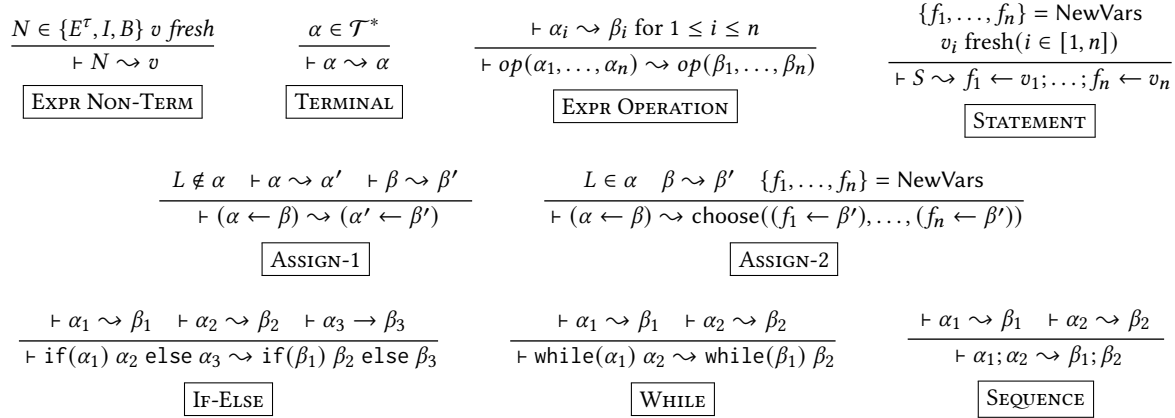 N ∈ {E^τ, I, B} v fresh
⊢ N ⇝ v
EXPR NON-TERM
α ∈ 𝒯*
⊢ α ⇝ α
TERMINAL
⊢ α_i ⇝ β_i for 1 ≤ i ≤ n
⊢ op(α_1, . . . , α_n) ⇝ op(β_1, . . . , β_n)
EXPR OPERATION
{f_1, . . . , f_n} = NewVars
v_i fresh(i ∈ [1, n])
⊢ S ⇝ f_1 ← v_1; . . . ; f_n ← v_n
STATEMENT
L ∉ α ⊢ α ⇝ α′ ⊢ β ⇝ β′
⊢ (α ← β) ⇝ (α′ ← β′)
ASSIGN-1
L ∈ α β ⇝ β′ {f_1, . . . , f_n} = NewVars
⊢ (α ← β) ⇝ choose((f_1 ← β′), . . . , (f_n ← β′))
ASSIGN-2
⊢ α_1 ⇝ β_1 ⊢ α_2 ⇝ β_2 ⊢ α_3 → β_3
⊢ if(α_1) α_2 else α_3 ⇝ if(β_1) β_2 else β_3
IF-ELSE
⊢ α_1 ⇝ β_1 ⊢ α_2 ⇝ β_2
⊢ while(α_1) α_2 ⇝ while(β_1) β_2
WHILE
⊢ α_1 ⇝ β_1 ⊢ α_2 ⇝ β_2
⊢ α_1; α_2 ⇝ β_1; β_2
SEQUENCE